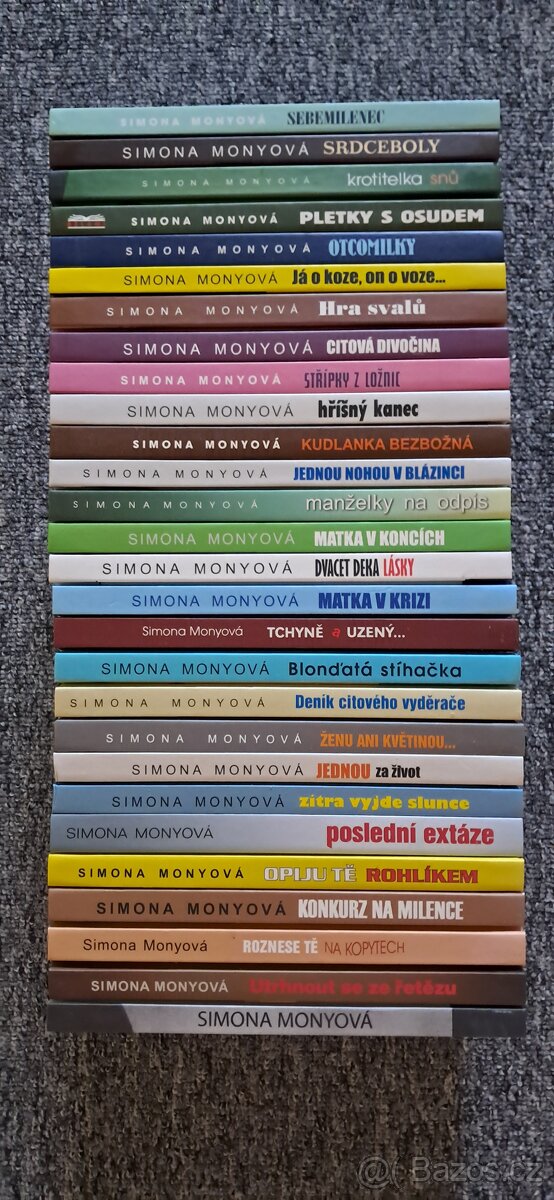 SIMONA MONYOVÁ SEBEMILENEC
SIMONA MONYOVÁ SRDCEBOLY
SIMONA MONYOVÁ krotitelka snů
SIMONA MONYOVÁ PLETKY S OSUDEM
SIMONA MONYOVÁ OTCOMILKY
SIMONA MONYOVÁ Já o koze, on o voze...
SIMONA MONYOVÁ Hra svalů
SIMONA MONYOVÁ CITOVÁ DIVOČINA
SIMONA MONYOVÁ STŘÍPKY Z LOŽNIC
SIMONA MONYOVÁ hříšný kanec
SIMONA MONYOVÁ KUDLANKA BEZBOŽNÁ
SIMONA MONYOVÁ JEDNOU NOHOU V BLÁZINCI
SIMONA MONYOVÁ manželky na odpis
SIMONA MONYOVÁ MATKA V KONCÍCH
SIMONA MONYOVÁ DVACET DEKA LÁSKY
SIMONA MONYOVÁ MATKA V KRIZI
Simona Monyová TCHYNĚ a UZENÝ...
SIMONA MONYOVÁ Blonďatá stíhačka
SIMONA MONYOVÁ Deník citového vyděrače
SIMONA MONYOVÁ ŽENU ANI KVĚTINOU...
SIMONA MONYOVÁ JEDNOU za život
SIMONA MONYOVÁ zítra vyjde slunce
SIMONA MONYOVÁ poslední extáze
SIMONA MONYOVÁ OPIJU TĚ ROHLÍKEM
SIMONA MONYOVÁ KONKURZ NA MILENCE
Simona Monyová ROZNESE TĚ NA KOPYTECH
SIMONA MONYOVÁ Utrhnout se ze řetězu
SIMONA MONYOVÁ
Bazoš.cz